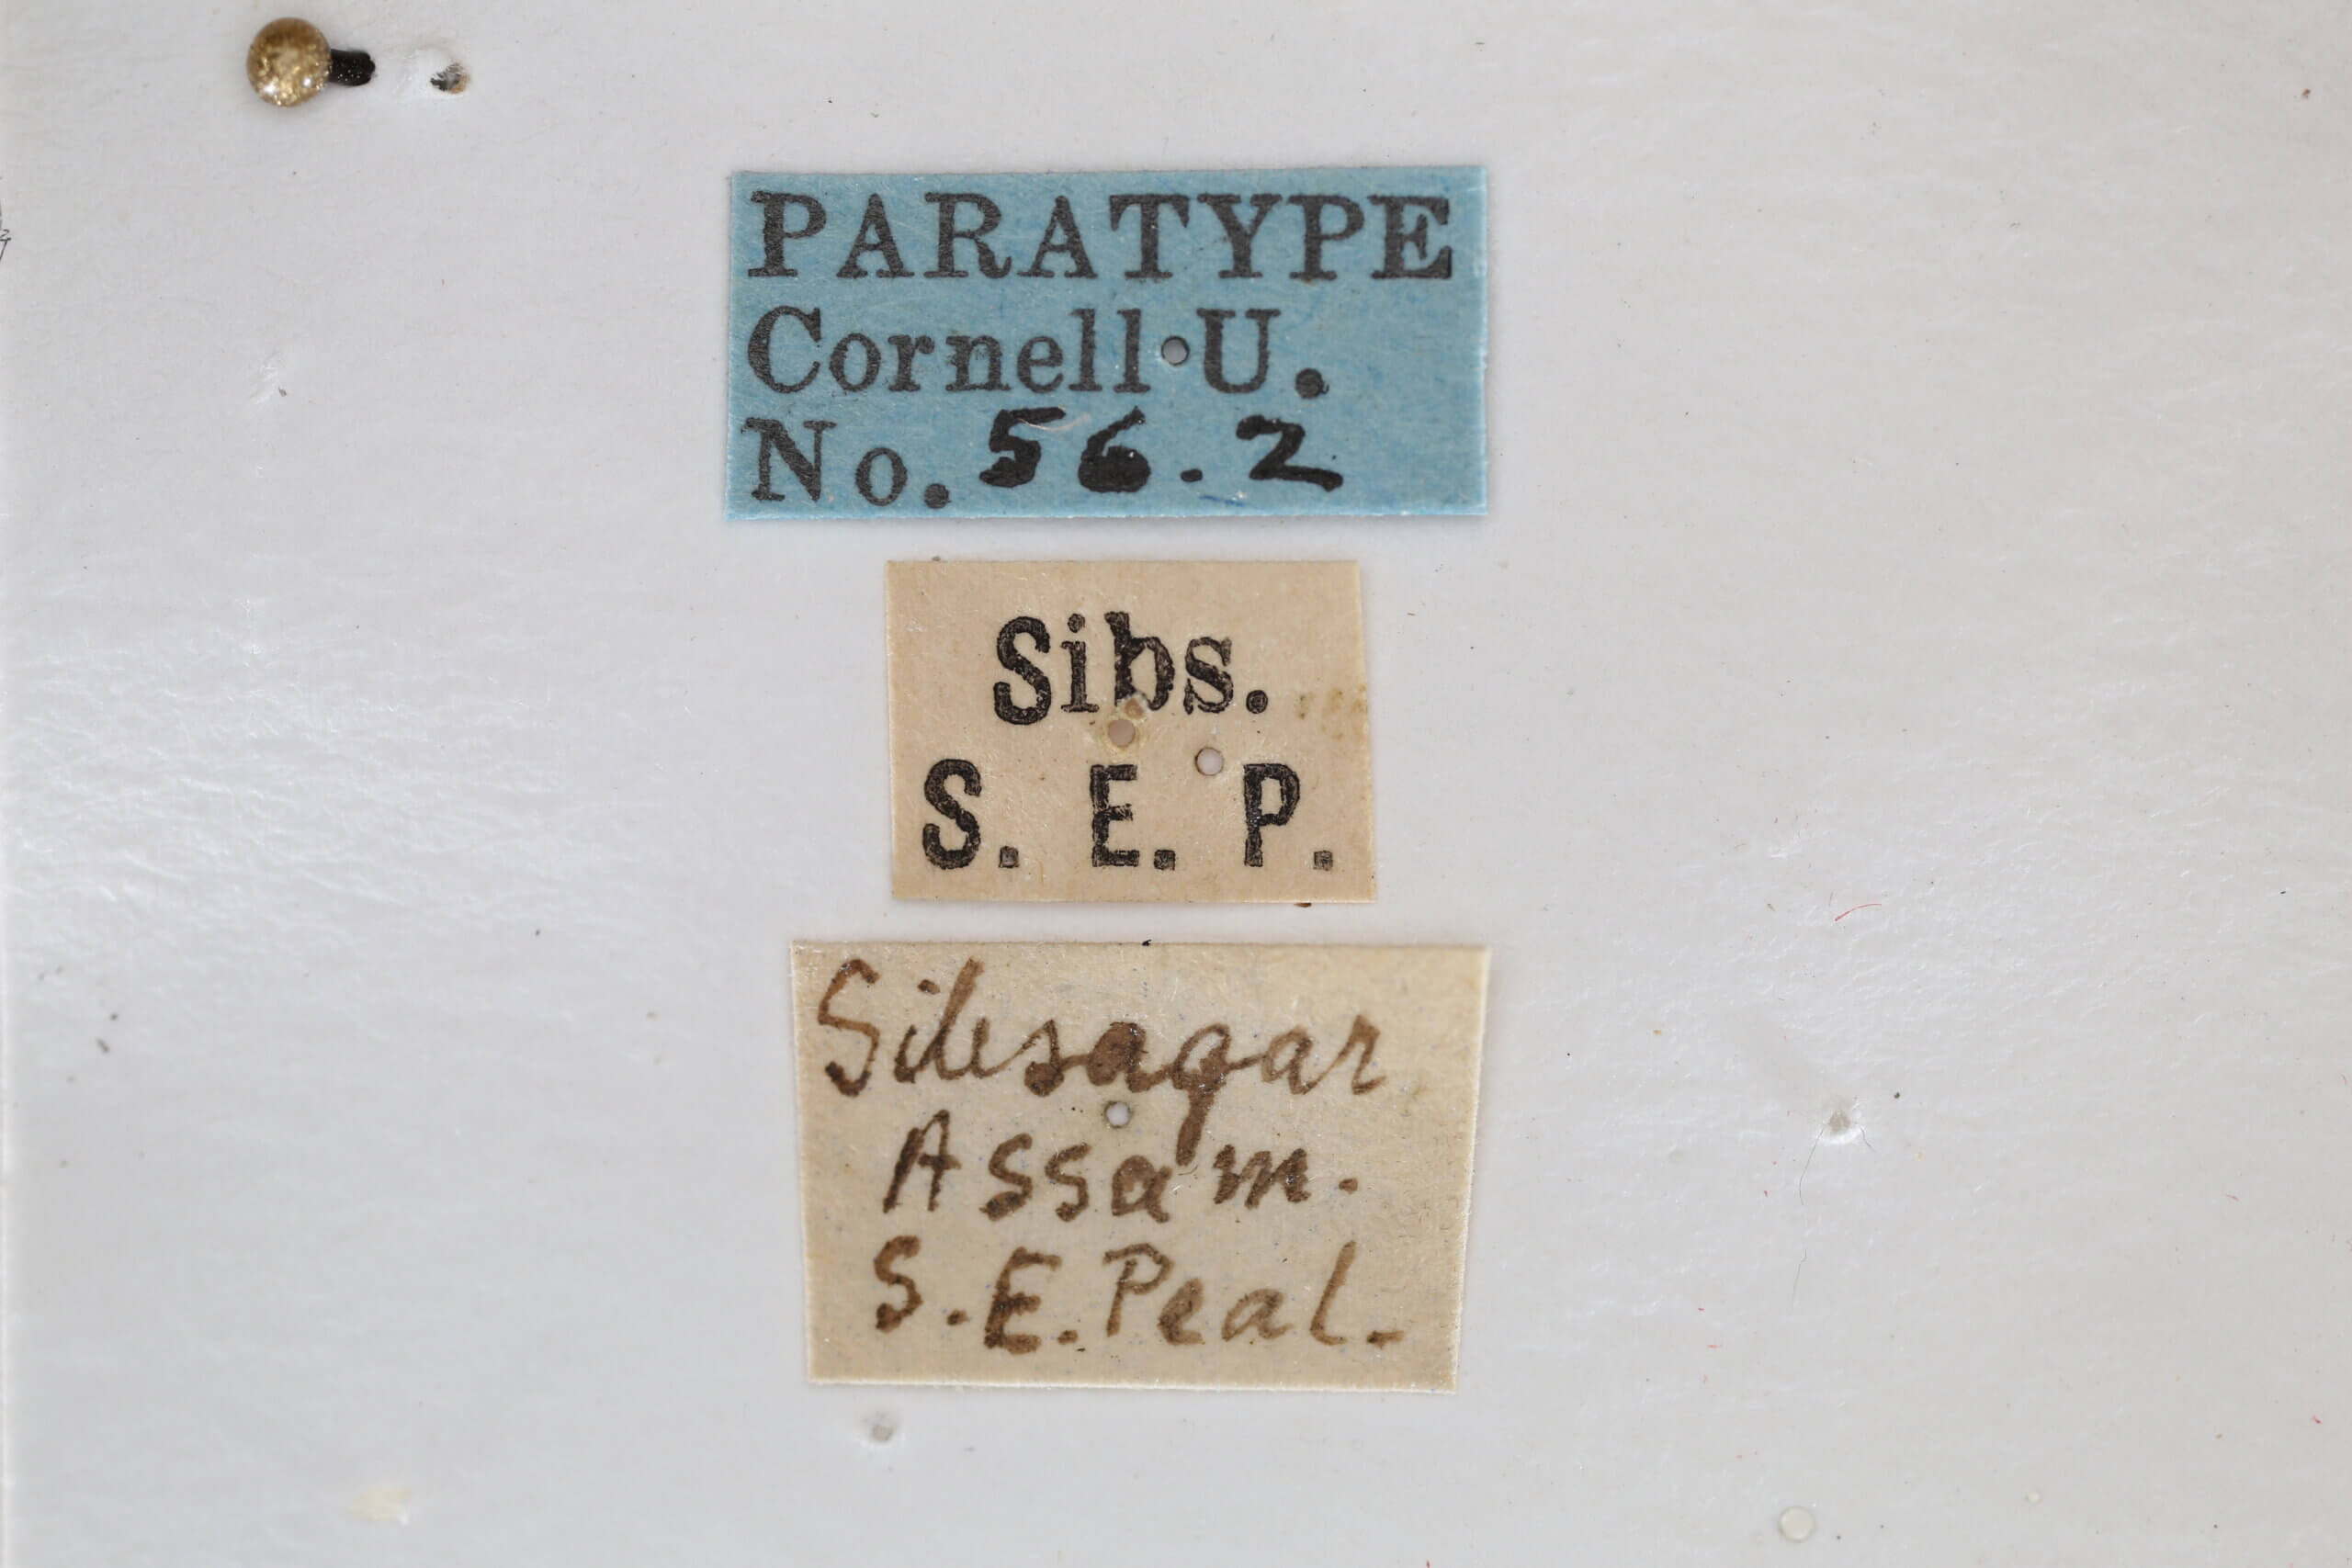 PARATYPE
Cornell U.
No. 56.2
Sibs.
S. E. P.
Sibsagar
Assam.
S. E. Peal.